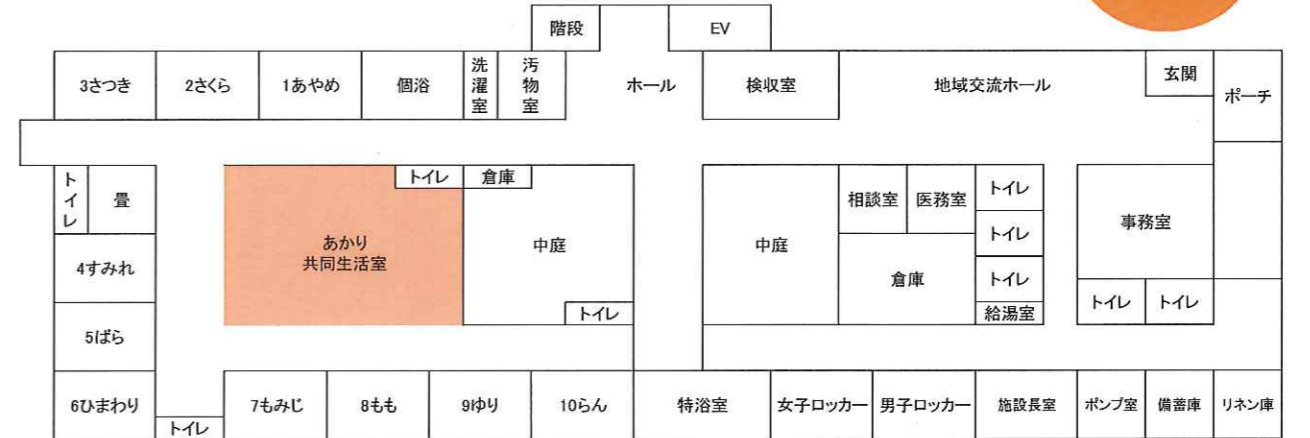 階段
EV
3さつき
2さくら
1あやめ
個浴
洗濯室
汚物室
ホール
検収室
地域交流ホール
玄関
ポーチ
トイレ
畳
トイレ
倉庫
あかり
共同生活室
中庭
トイレ
中庭
相談室
医務室
倉庫
トイレ
トイレ
トイレ
給湯室
事務室
トイレ
トイレ
4すみれ
5ばら
6ひまわり
トイレ
7もみじ
8もも
9ゆり
10らん
特浴室
女子ロッカー
男子ロッカー
施設長室
ポンプ室
備蓄庫
リネン庫